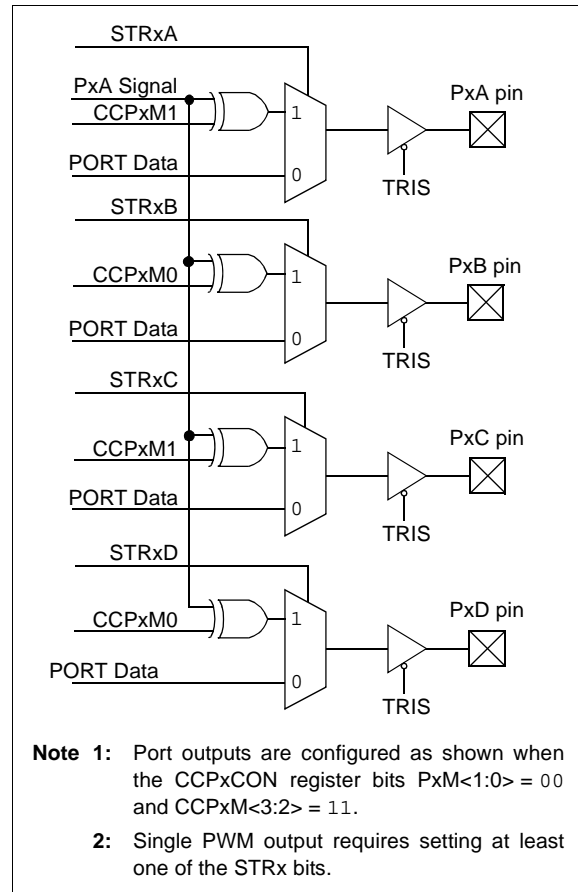 STRxA
PxA Signal
CCPxM1
1
PxA pin
PORT Data
0
TRIS
STRxB
CCPxM0
1
PxB pin
PORT Data
0
TRIS
STRxC
CCPxM1
1
PxC pin
PORT Data
0
TRIS
STRxD
CCPxM0
1
PxD pin
PORT Data
0
TRIS
Note 1: Port outputs are configured as shown when
the CCPxCON register bits PxM<1:0> = 00
and CCPxM<3:2> = 11.
2: Single PWM output requires setting at least
one of the STRx bits.